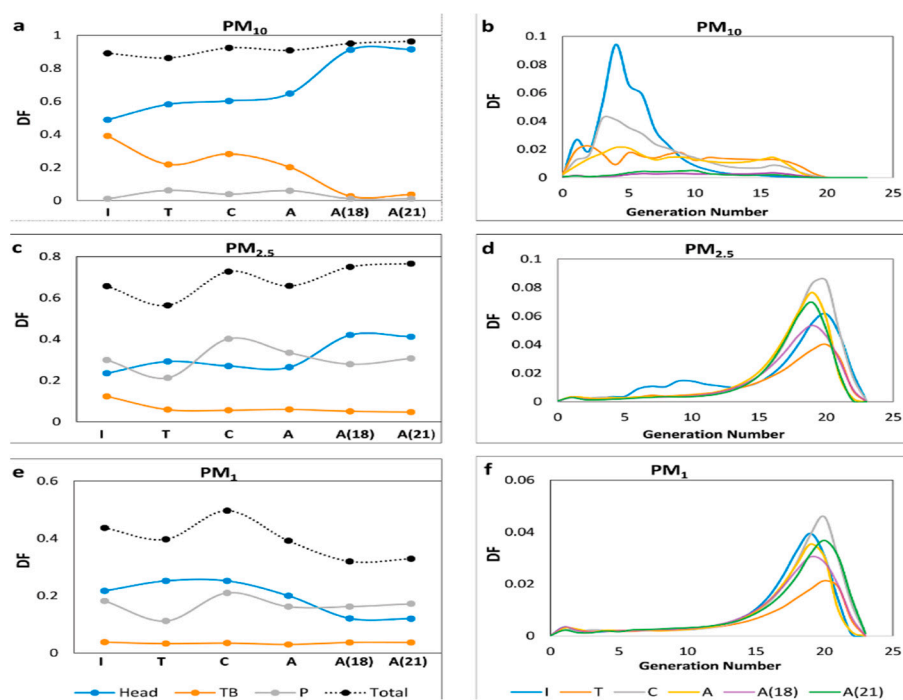 a
PM10
1
0.8
0.6
0.4
0.2
0
DF
I T C A A(18) A(21)
b
PM10
0.1
0.08
0.06
0.04
0.02
0
DF
0 5 10 15 20 25
Generation Number
c
PM2.5
0.8
0.6
0.4
0.2
0
DF
I T C A A(18) A(21)
d
PM2.5
0.1
0.08
0.06
0.04
0.02
0
DF
0 5 10 15 20 25
Generation Number
e
PM1
0.6
0.4
0.2
0
DF
I T C A A(18) A(21)
Head TB P Total
f
PM1
0.06
0.04
0.02
0
DF
0 5 10 15 20 25
Generation Number
I T C A A(18) A(21)